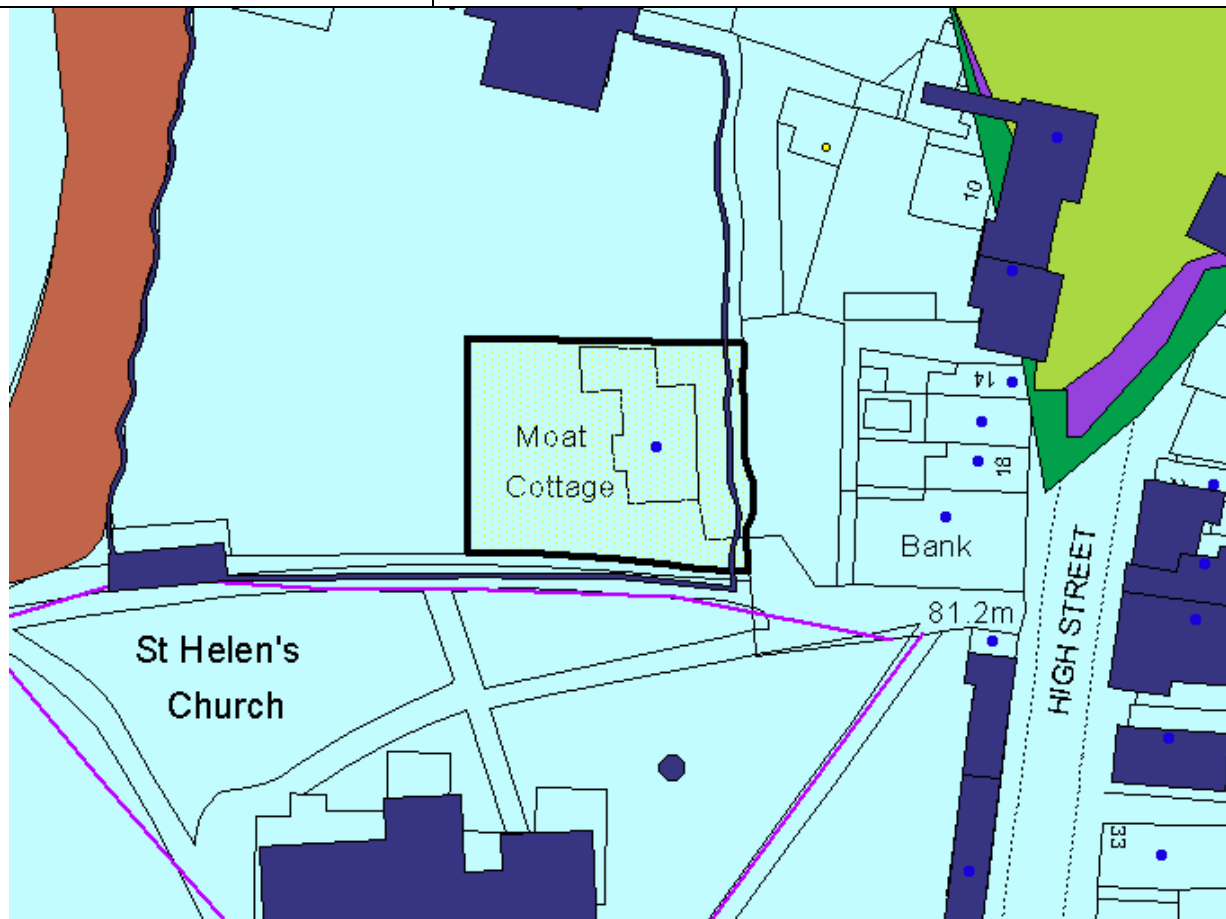 10
14
Moat
Cottage
18
Bank
81.2m
St Helen's
Church
HIGH STREET
33